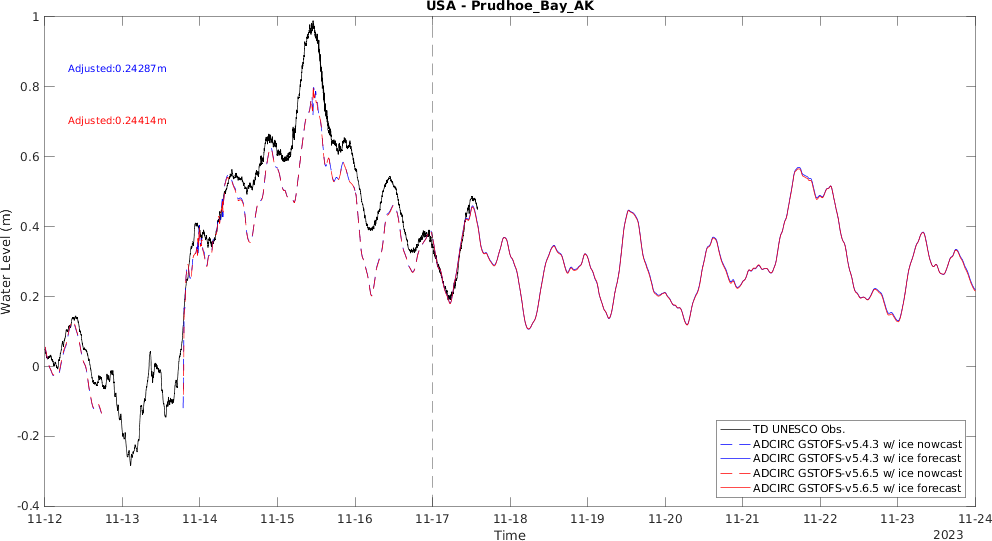 USA - Prudhoe_Bay_AK
Adjusted:0.24287m
Adjusted:0.24414m
Water Level (m)
1
0.8
0.6
0.4
0.2
0
-0.2
-0.4
11-12 11-13 11-14 11-15 11-16 11-17 11-18 11-19 11-20 11-21 11-22 11-23 11-24
Time
2023
TD UNESCO Obs.
ADCIRC GSTOFS-v5.4.3 w/ ice nowcast
ADCIRC GSTOFS-v5.4.3 w/ ice forecast
ADCIRC GSTOFS-v5.6.5 w/ ice nowcast
ADCIRC GSTOFS-v5.6.5 w/ ice forecast